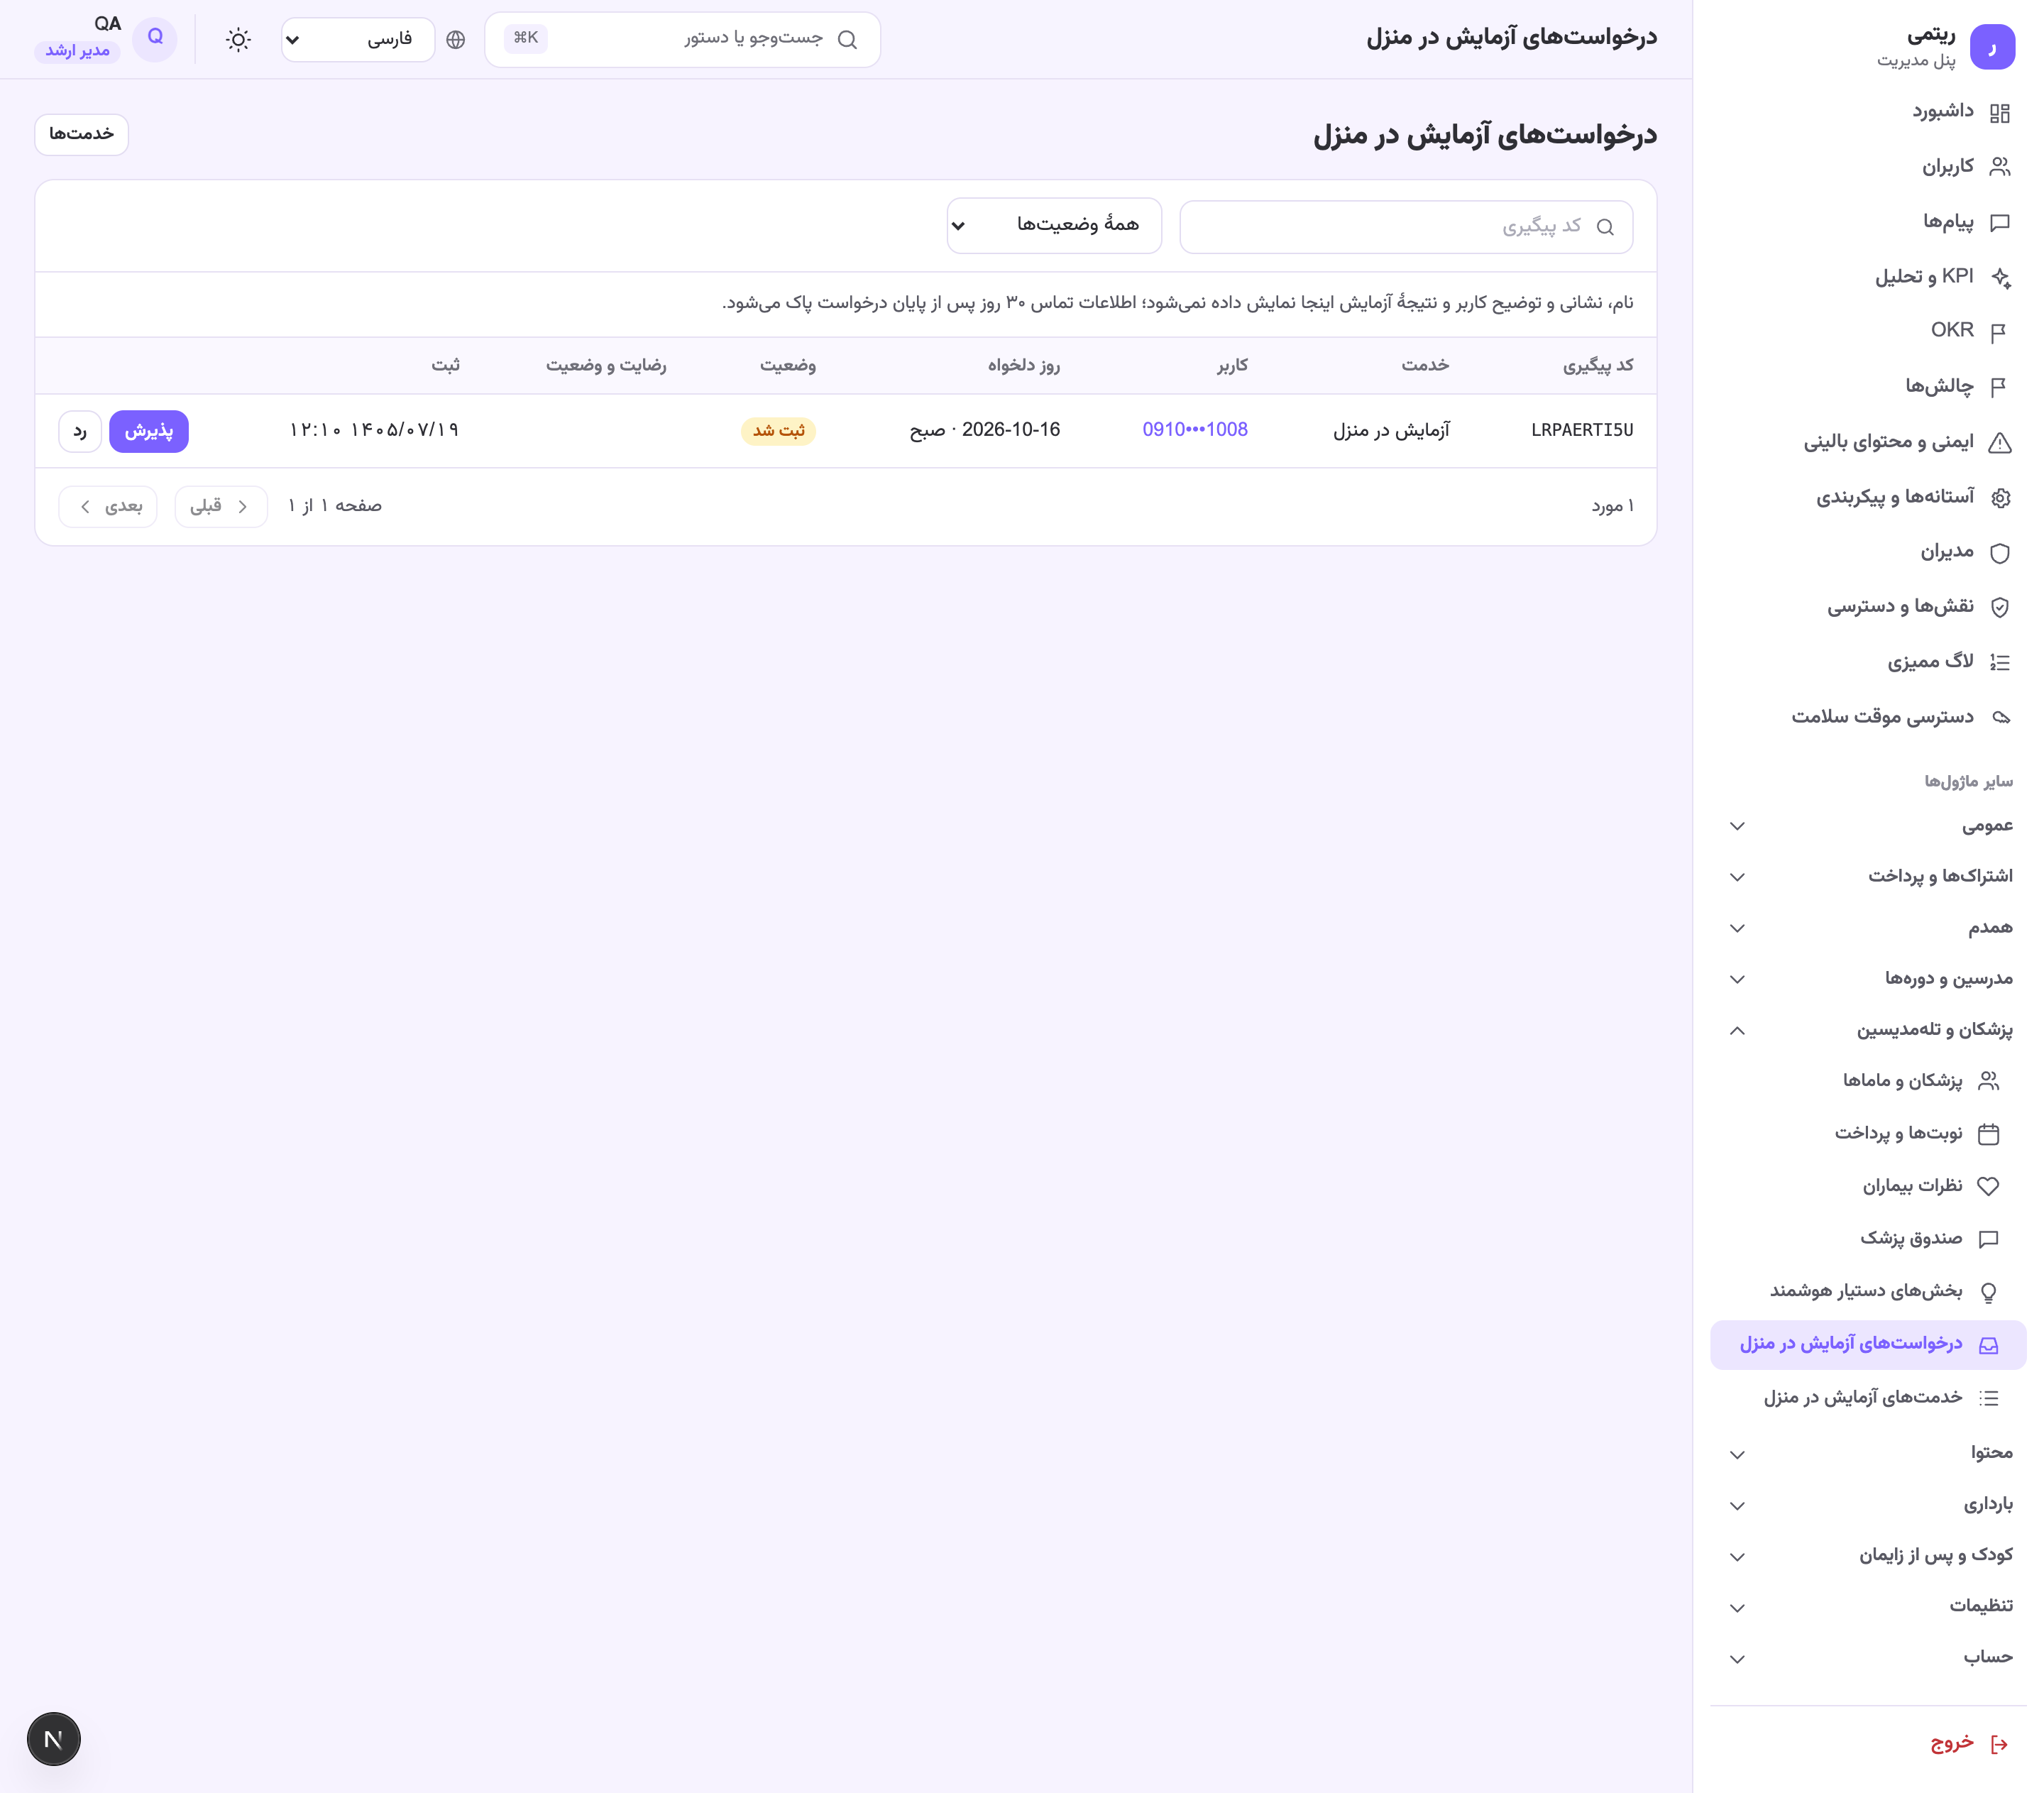 ر
ریتمی
پنل مدیریت
داشبورد
کاربران
پیام‌ها
KPI و تحلیل
OKR
چالش‌ها
ایمنی و محتوای بالینی
آستانه‌ها و پیکربندی
مدیران
نقش‌ها و دسترسی
لاگ ممیزی
دسترسی موقت سلامت
سایر ماژول‌ها
عمومی
اشتراک‌ها و پرداخت
همدم
مدرسین و دوره‌ها
پزشکان و تله‌مدیسین
پزشکان و ماماها
نوبت‌ها و پرداخت
نظرات بیماران
صندوق پزشک
بخش‌های دستیار هوشمند
درخواست‌های آزمایش در منزل
خدمت‌های آزمایش در منزل
محتوا
بارداری
کودک و پس از زایمان
تنظیمات
حساب
خروج
درخواست‌های آزمایش در منزل
جست‌وجو یا دستور ⌘K
فارسی
Q
QA
مدیر ارشد
درخواست‌های آزمایش در منزل
خدمت‌ها
کد پیگیری
همهٔ وضعیت‌ها
نام، نشانی و توضیح کاربر و نتیجهٔ آزمایش اینجا نمایش داده نمی‌شود؛ اطلاعات تماس ۳۰ روز پس از پایان درخواست پاک می‌شود.
کد پیگیری خدمت کاربر روز دلخواه وضعیت رضایت و وضعیت ثبت
LRPAERTI5U آزمایش در منزل 0910•••1008 2026-10-16 · صبح ثبت شد ۱۴۰۵/۰۷/۱۹ ۱۲:۱۰ پذیرش رد
۱ مورد
صفحه ۱ از ۱ قبلی بعدی
N